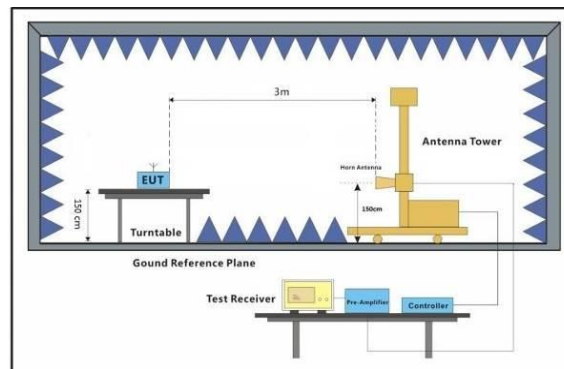 3m
Antenna Tower
Horn Antenna
EUT
150 cm
150cm
Turntable
Gound Reference Plane
Test Receiver
Pre-Amplifier
Controller